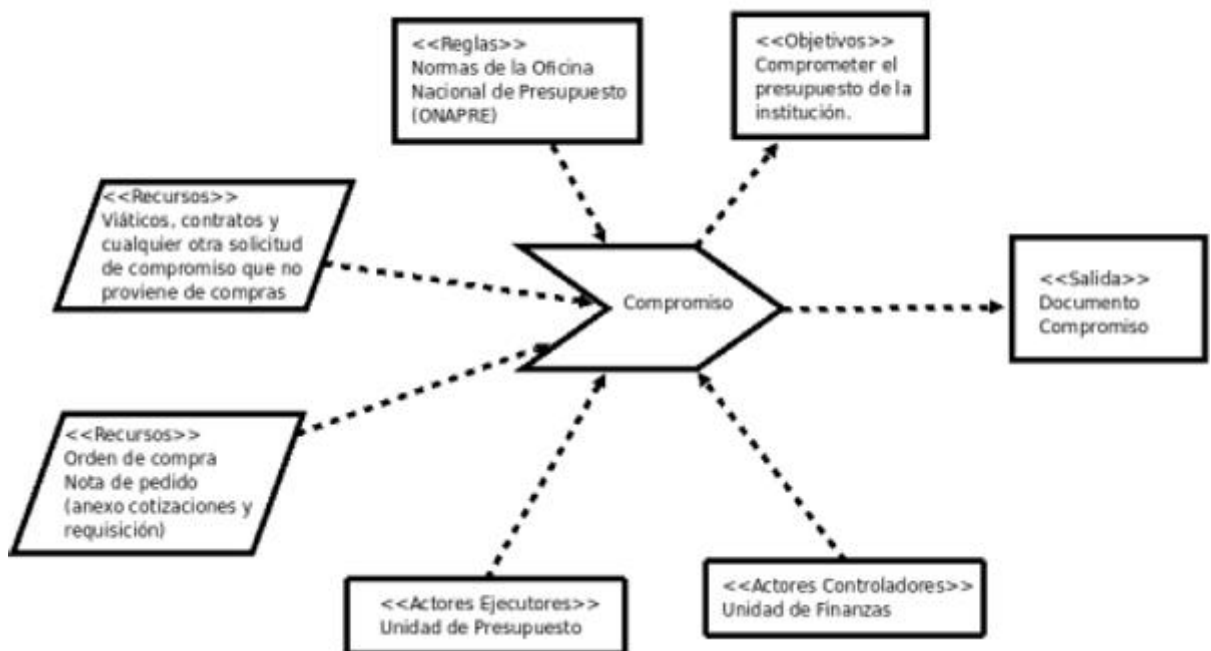 <<Reglas>>
Normas de la Oficina
Nacional de Presupuesto
(ONAPRE)
<<Objetivos>>
Comprometer el
presupuesto de la
institución.
<<Recursos>>
Viáticos, contratos y
cualquier otra solicitud
de compromiso que no
proviene de compras
Compromiso
<<Salida>>
Documento
Compromiso
<<Recursos>>
Orden de compra
Nota de pedido
(anexo cotizaciones y
requisición)
<<Actores Ejecutores>>
Unidad de Presupuesto
<<Actores Controladores>>
Unidad de Finanzas